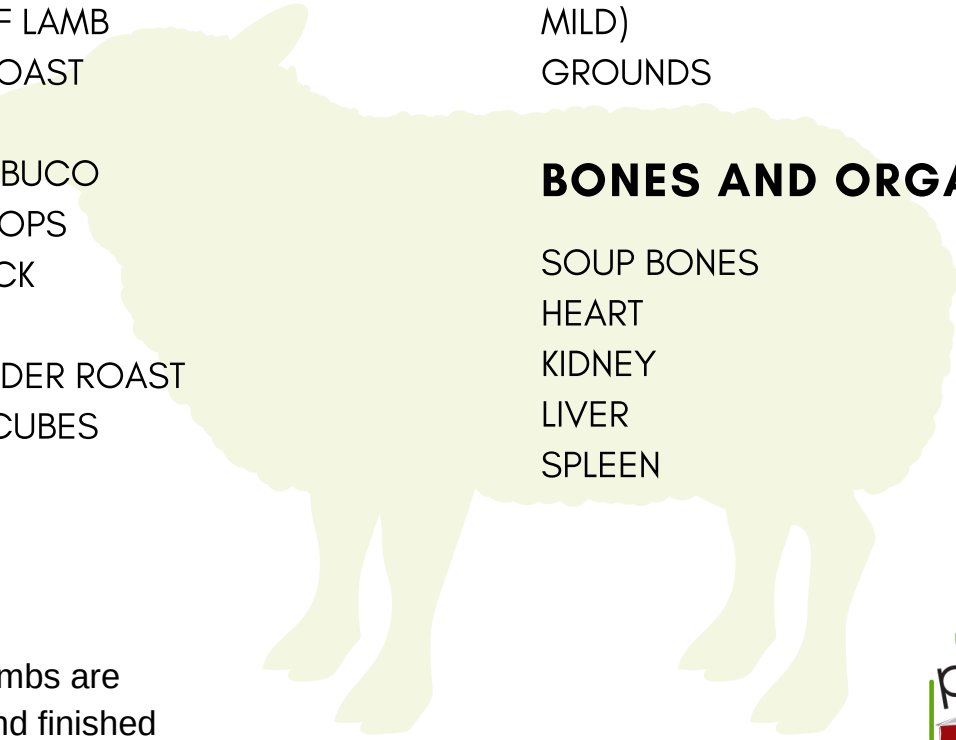 F LAMB
OAST
BUCO
OPS
CK
DER ROAST
CUBES
mbs are
nd finished
MILD)
GROUNDS
BONES AND ORGA
SOUP BONES
HEART
KIDNEY
LIVER
SPLEEN
p